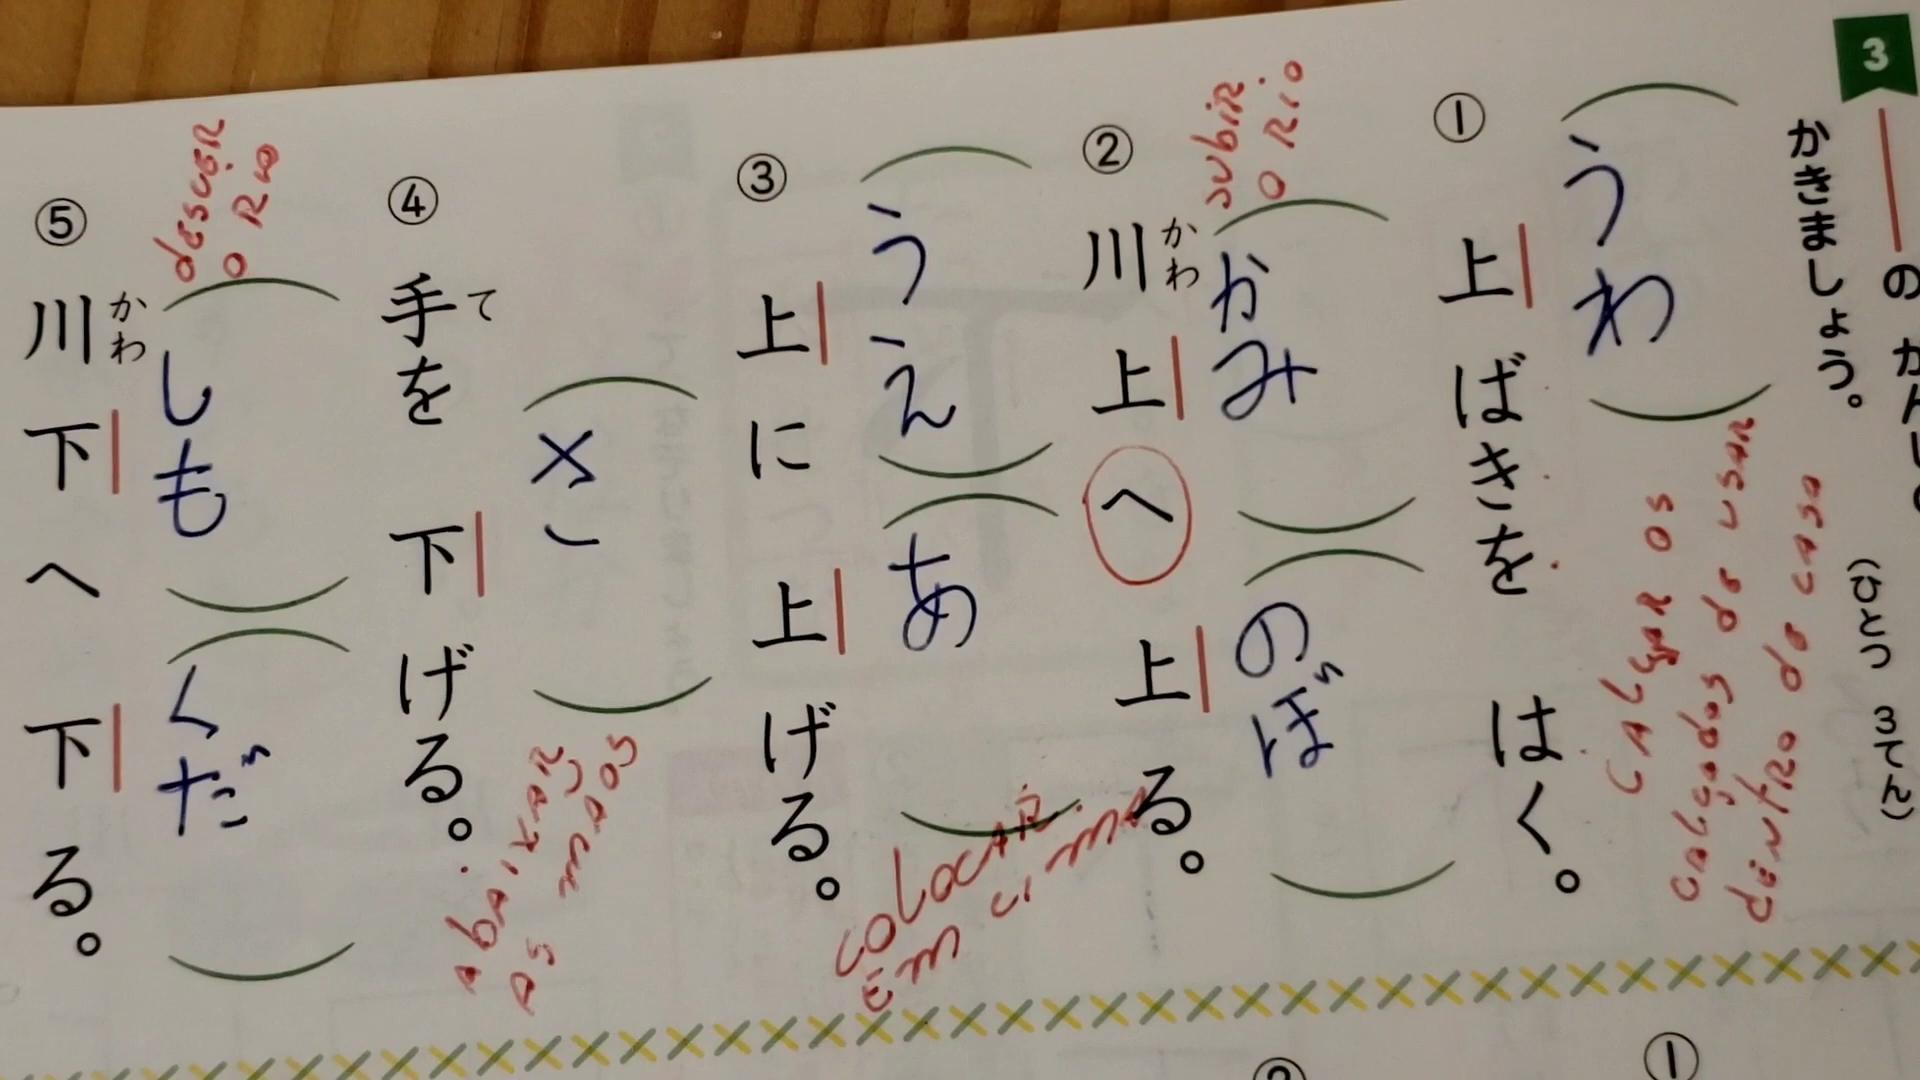 3
の かんじ
かきましょう。
(ひとつ 3てん)
うわ
① 上ばきを はく。
CALÇAR OS
CALÇADOS de USAR
dENtRO de CASA
subiR
O Rio
かみ
のぼ
かわ
② 川上へ 上る。
うえ
あ
③ 上に 上げる。
COLOCAR
Em cima
さ
て
④ 手を 下げる。
AbAixAR
AS mãos
desceR
O Rio
しも
くだ
かわ
⑤ 川下へ 下る。
①